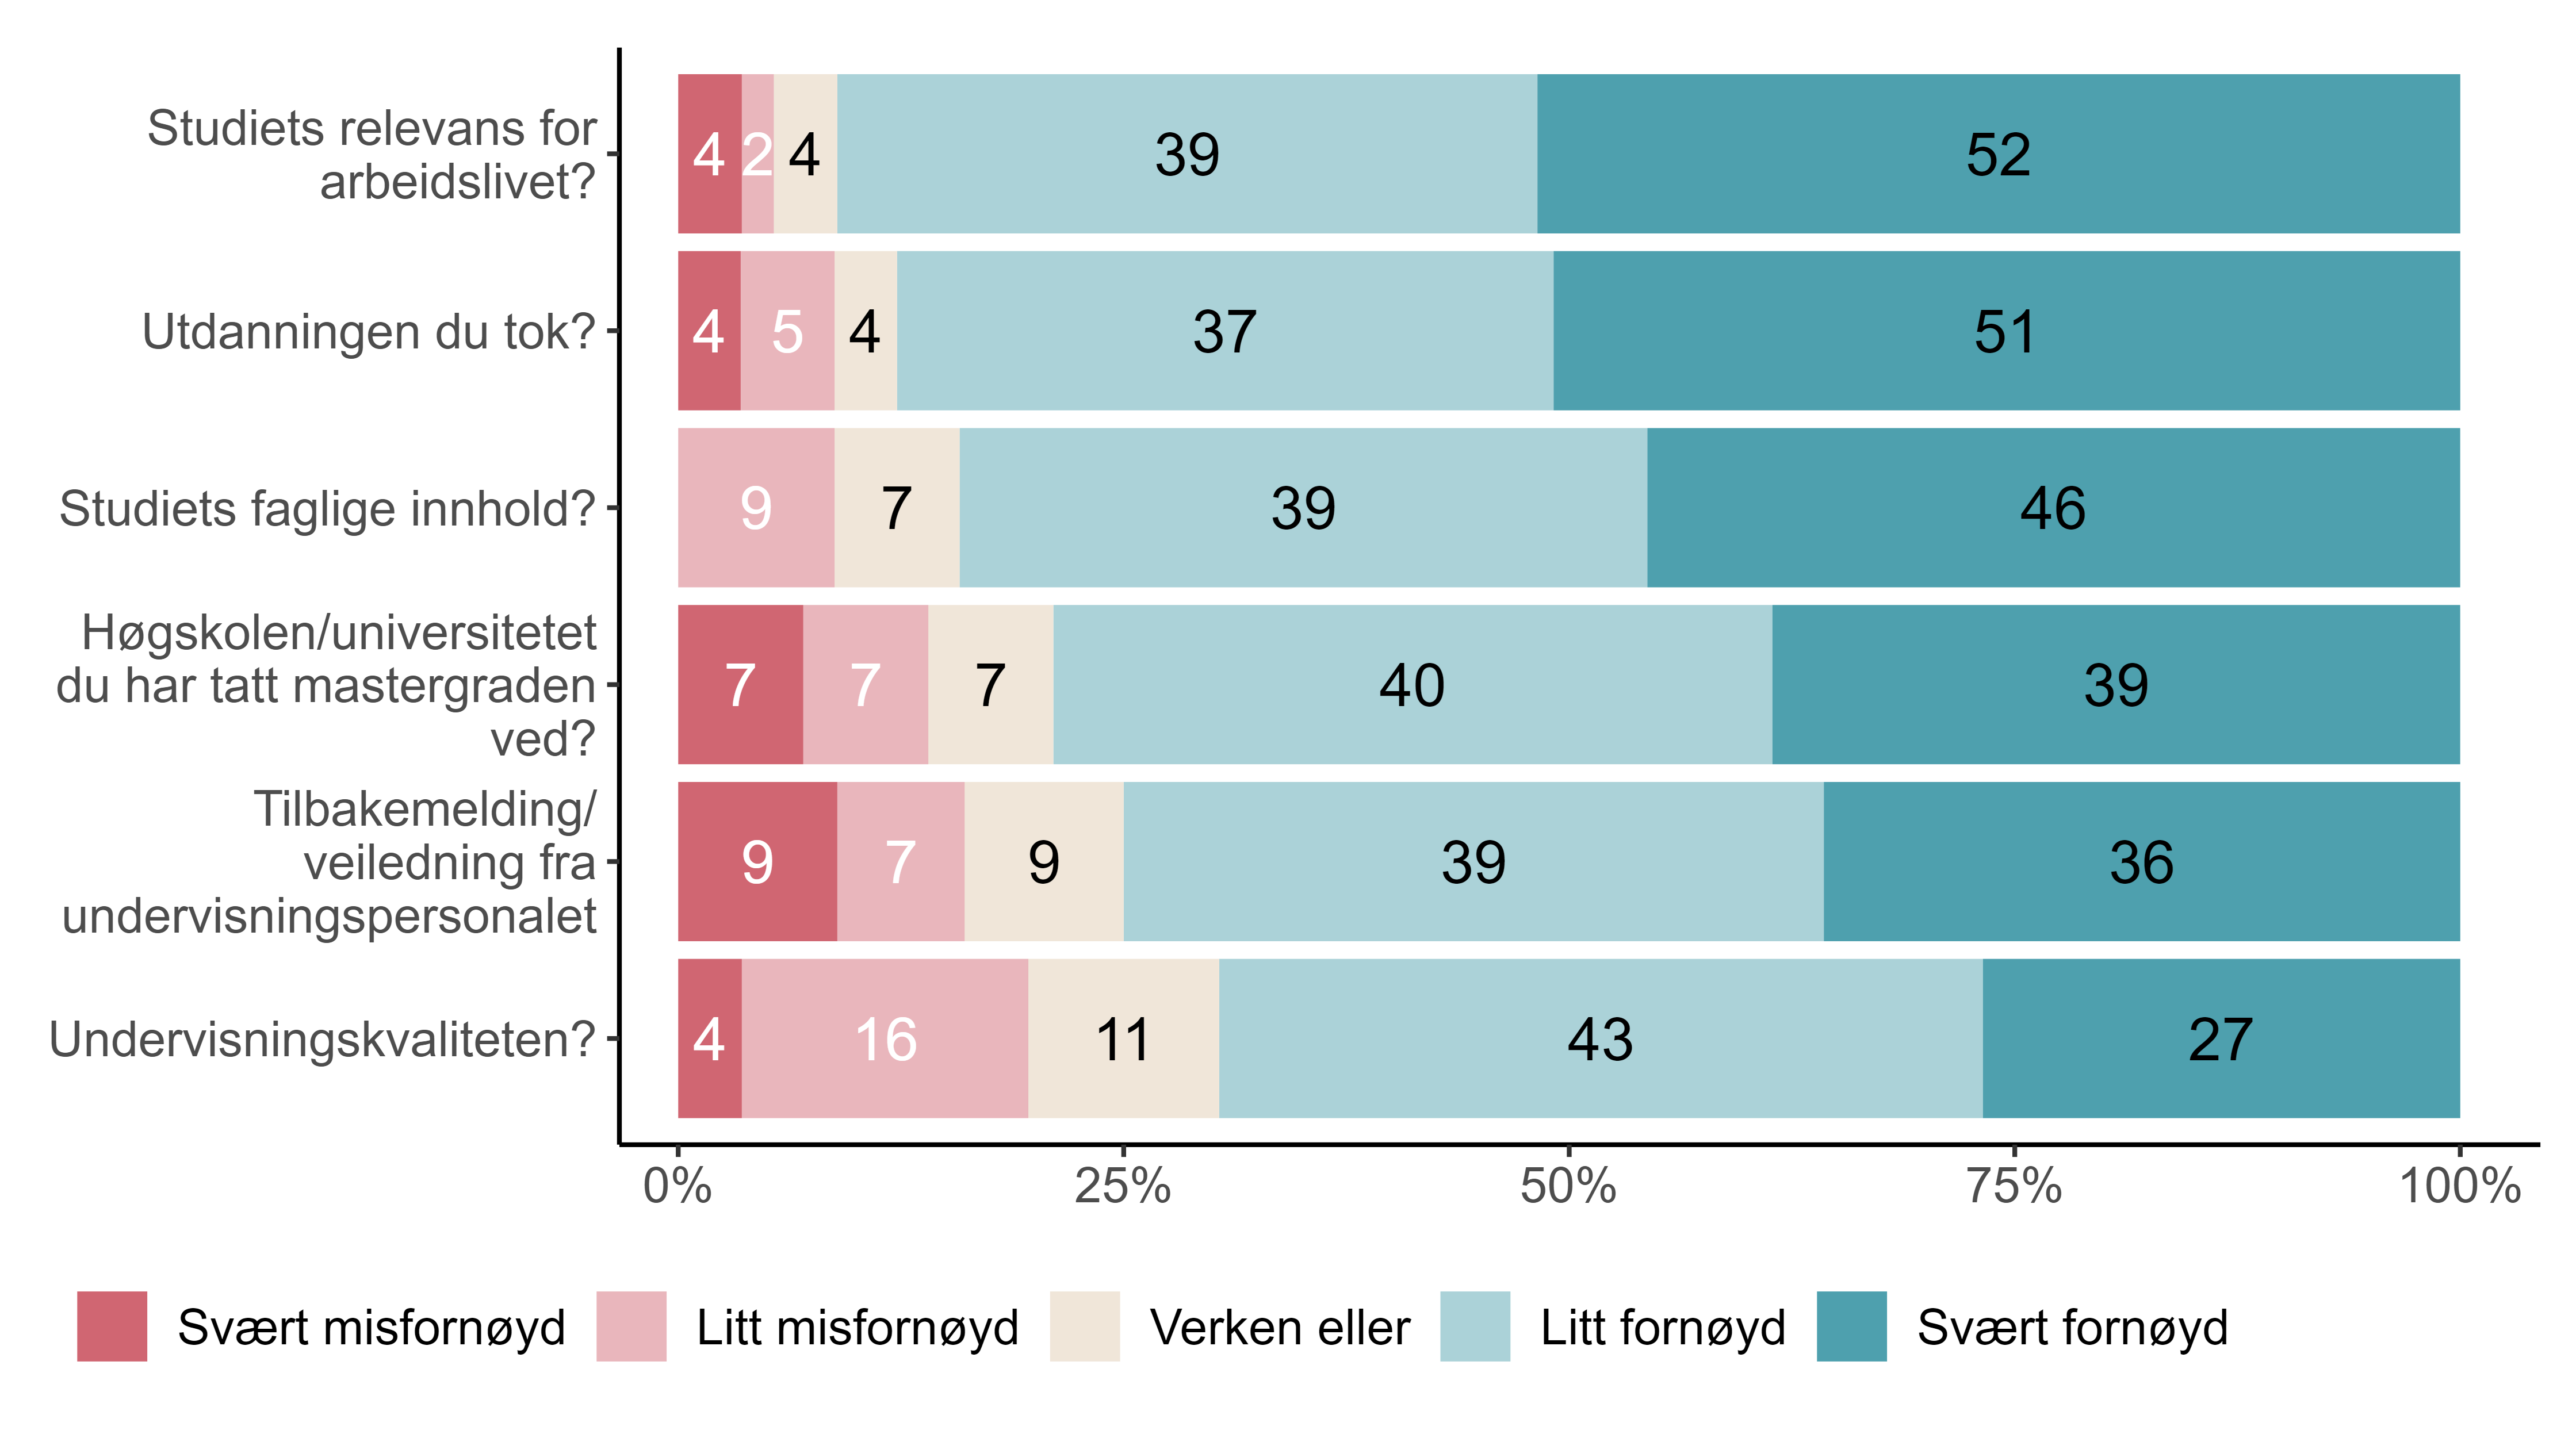 Studiets relevans for
arbeidslivet?
4 2 4 39 52
Utdanningen du tok?
4 5 4 37 51
Studiets faglige innhold?
9 7 39 46
Høgskolen/universitetet
du har tatt mastergraden
ved?
7 7 7 40 39
Tilbakemelding/
veiledning fra
undervisningspersonalet
9 7 9 39 36
Undervisningskvaliteten?
4 16 11 43 27
0% 25% 50% 75% 100%
Svært misfornøyd Litt misfornøyd Verken eller Litt fornøyd Svært fornøyd